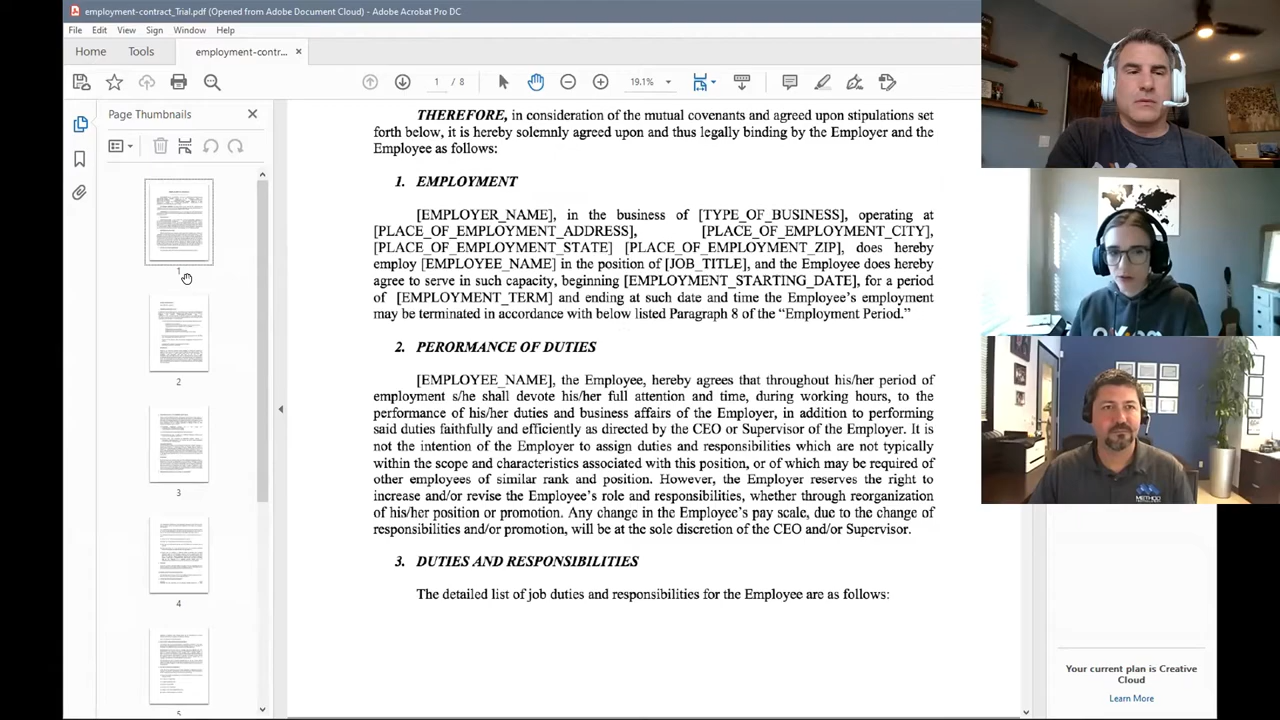 employment-contract_Trial.pdf (Opened from Adobe Document Cloud) - Adobe Acrobat Pro DC
File Edit View Sign Window Help
Home Tools employment-contr... ×
1 / 8 19.1%
Page Thumbnails
1
2
3
4
5
THEREFORE, in consideration of the mutual covenants and agreed upon stipulations set
forth below, it is hereby solemnly agreed upon and thus legally binding by the Employer and the
Employee as follows:
1. EMPLOYMENT
[EMPLOYER_NAME], in the business of [TYPE_OF_BUSINESS], operating at
[PLACE_OF_EMPLOYMENT_ADDRESS], [PLACE_OF_EMPLOYMENT_CITY],
[PLACE_OF_EMPLOYMENT_STATE] [PLACE_OF_EMPLOYMENT_ZIP], does hereby
employ [EMPLOYEE_NAME] in the position of [JOB_TITLE], and the Employee does hereby
agree to serve in such capacity, beginning [EMPLOYMENT_STARTING_DATE], for a period
of [EMPLOYMENT_TERM] and ending at such date and time the Employee's employment
may be terminated in accordance with the listed Paragraph 8 of the "Employment Period."
2. PERFORMANCE OF DUTIES
[EMPLOYEE_NAME], the Employee, hereby agrees that throughout his/her period of
employment, s/he shall devote his/her full attention and time, during working hours, to the
performance of his/her duties and business affairs of the Employer, in addition to performing
said duties faithfully and efficiently as directed by the CEO or Supervisor of the Employer. It is
not the intention of the Employer to assign duties and responsibilities which are not typically
within the scope and characteristics associated with this position, or of which may be required of
other employees of similar rank and position. However, the Employer reserves the right to
increase and/or revise the Employee's role and responsibilities, whether through reorganization
of his/her position or promotion. Any change in the Employee's pay scale, due to the change of
responsibilities and/or promotion, will be at the sole discretion of the CEO and/or Supervisor.
3. DUTIES AND RESPONSIBILITIES
The detailed list of job duties and responsibilities for the Employee are as follows:
METHOD
Your current plan is Creative
Cloud
Learn More